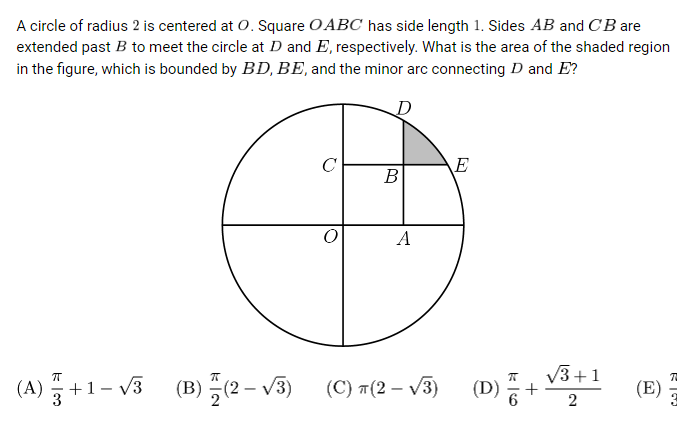 A circle of radius 2 is centered at O. Square OABC has side length 1. Sides AB and CB are
extended past B to meet the circle at D and E, respectively. What is the area of the shaded region
in the figure, which is bounded by BD, BE, and the minor arc connecting D and E?
D
C
E
B
O
A
(A) π/3 + 1 − √3 (B) π/2(2 − √3) (C) π(2 − √3) (D) π/6 + (√3 + 1)/2 (E)